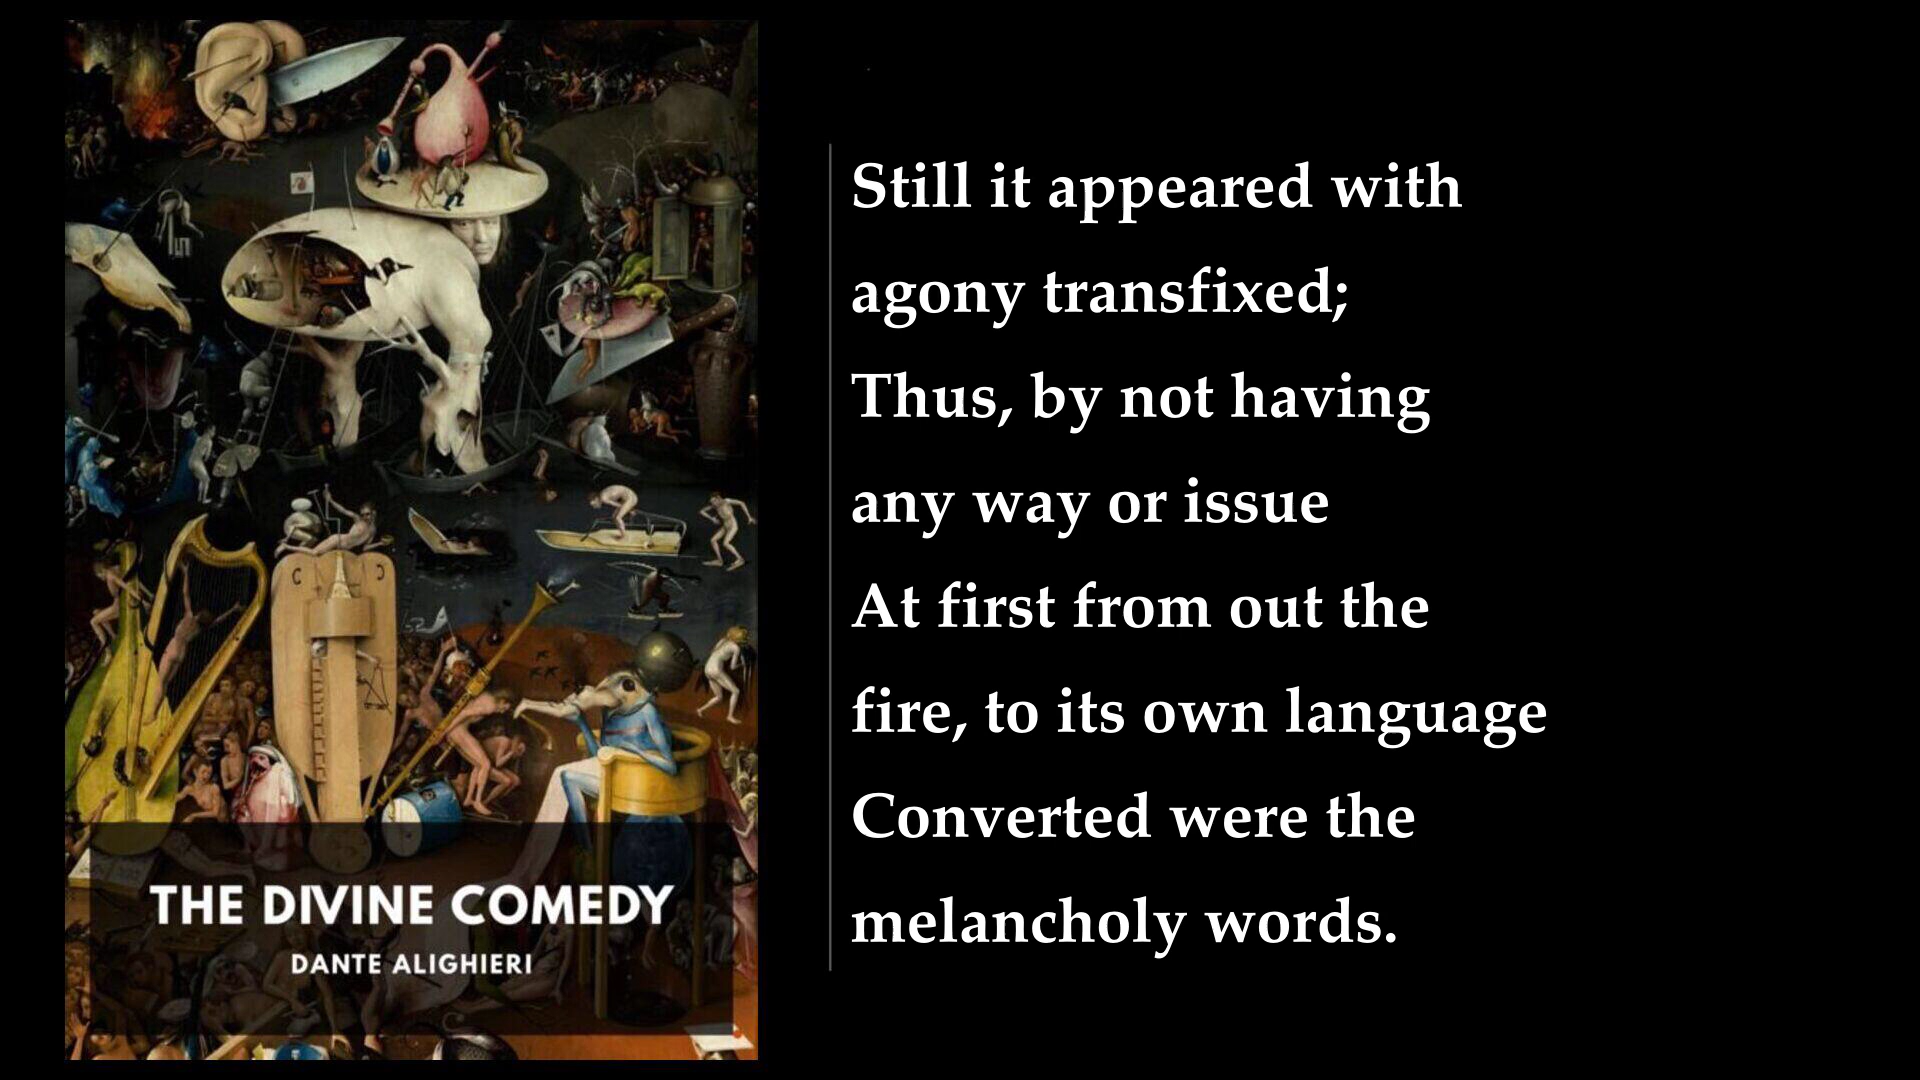 THE DIVINE COMEDY
DANTE ALIGHIERI
Still it appeared with
agony transfixed;
Thus, by not having
any way or issue
At first from out the
fire, to its own language
Converted were the
melancholy words.